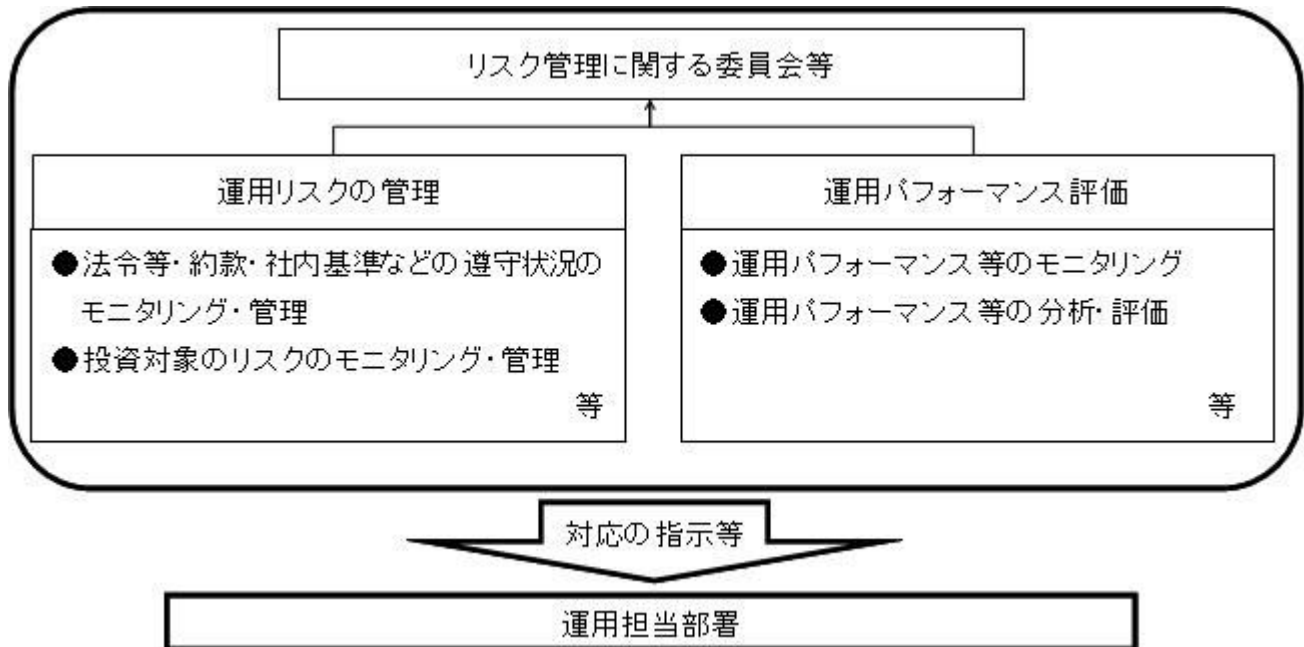 リスク管理に関する委員会等
運用リスクの管理
●法令等・約款・社内基準などの遵守状況の
モニタリング・管理
●投資対象のリスクのモニタリング・管理
等
運用パフォーマンス評価
●運用パフォーマンス等のモニタリング
●運用パフォーマンス等の分析・評価
等
対応の指示等
運用担当部署